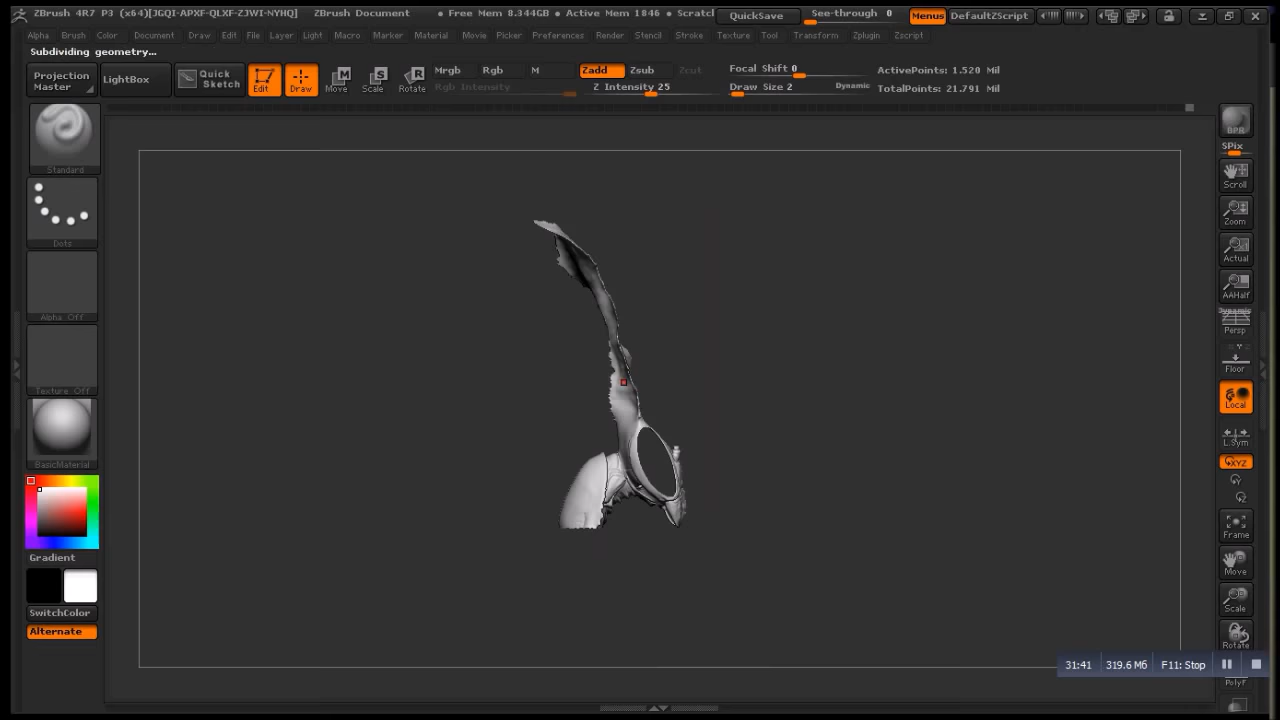 ZBrush 4R7 P3 (x64)[JGQI-APXF-QLXF-ZJWI-NYHQ] ZBrush Document • Free Mem 8.344GB • Active Mem 1846 • Scratch QuickSave See-through 0 Menus DefaultZScript
Alpha Brush Color Document Draw Edit File Layer Light Macro Marker Material Movie Picker Preferences Render Stencil Stroke Texture Tool Transform Zplugin Zscript
Subdividing geometry...
Projection Master
LightBox
Quick Sketch
Edit
Draw
Move
Scale
Rotate
Mrgb Rgb M
Rgb Intensity
Zadd Zsub Zcut
Z Intensity 25
Focal Shift 0
Draw Size 2 Dynamic
ActivePoints: 1.520 Mil
TotalPoints: 21.791 Mil
Standard
Dots
Alpha Off
Texture Off
BasicMaterial
Gradient
SwitchColor
Alternate
BPR
SPix
Scroll
Zoom
Actual
AAHalf
Dynamic
Persp
Floor
Local
L.Sym
XYZ
Frame
Move
Scale
Rotate
PolyF
31:41 319.6 Мб F11: Stop